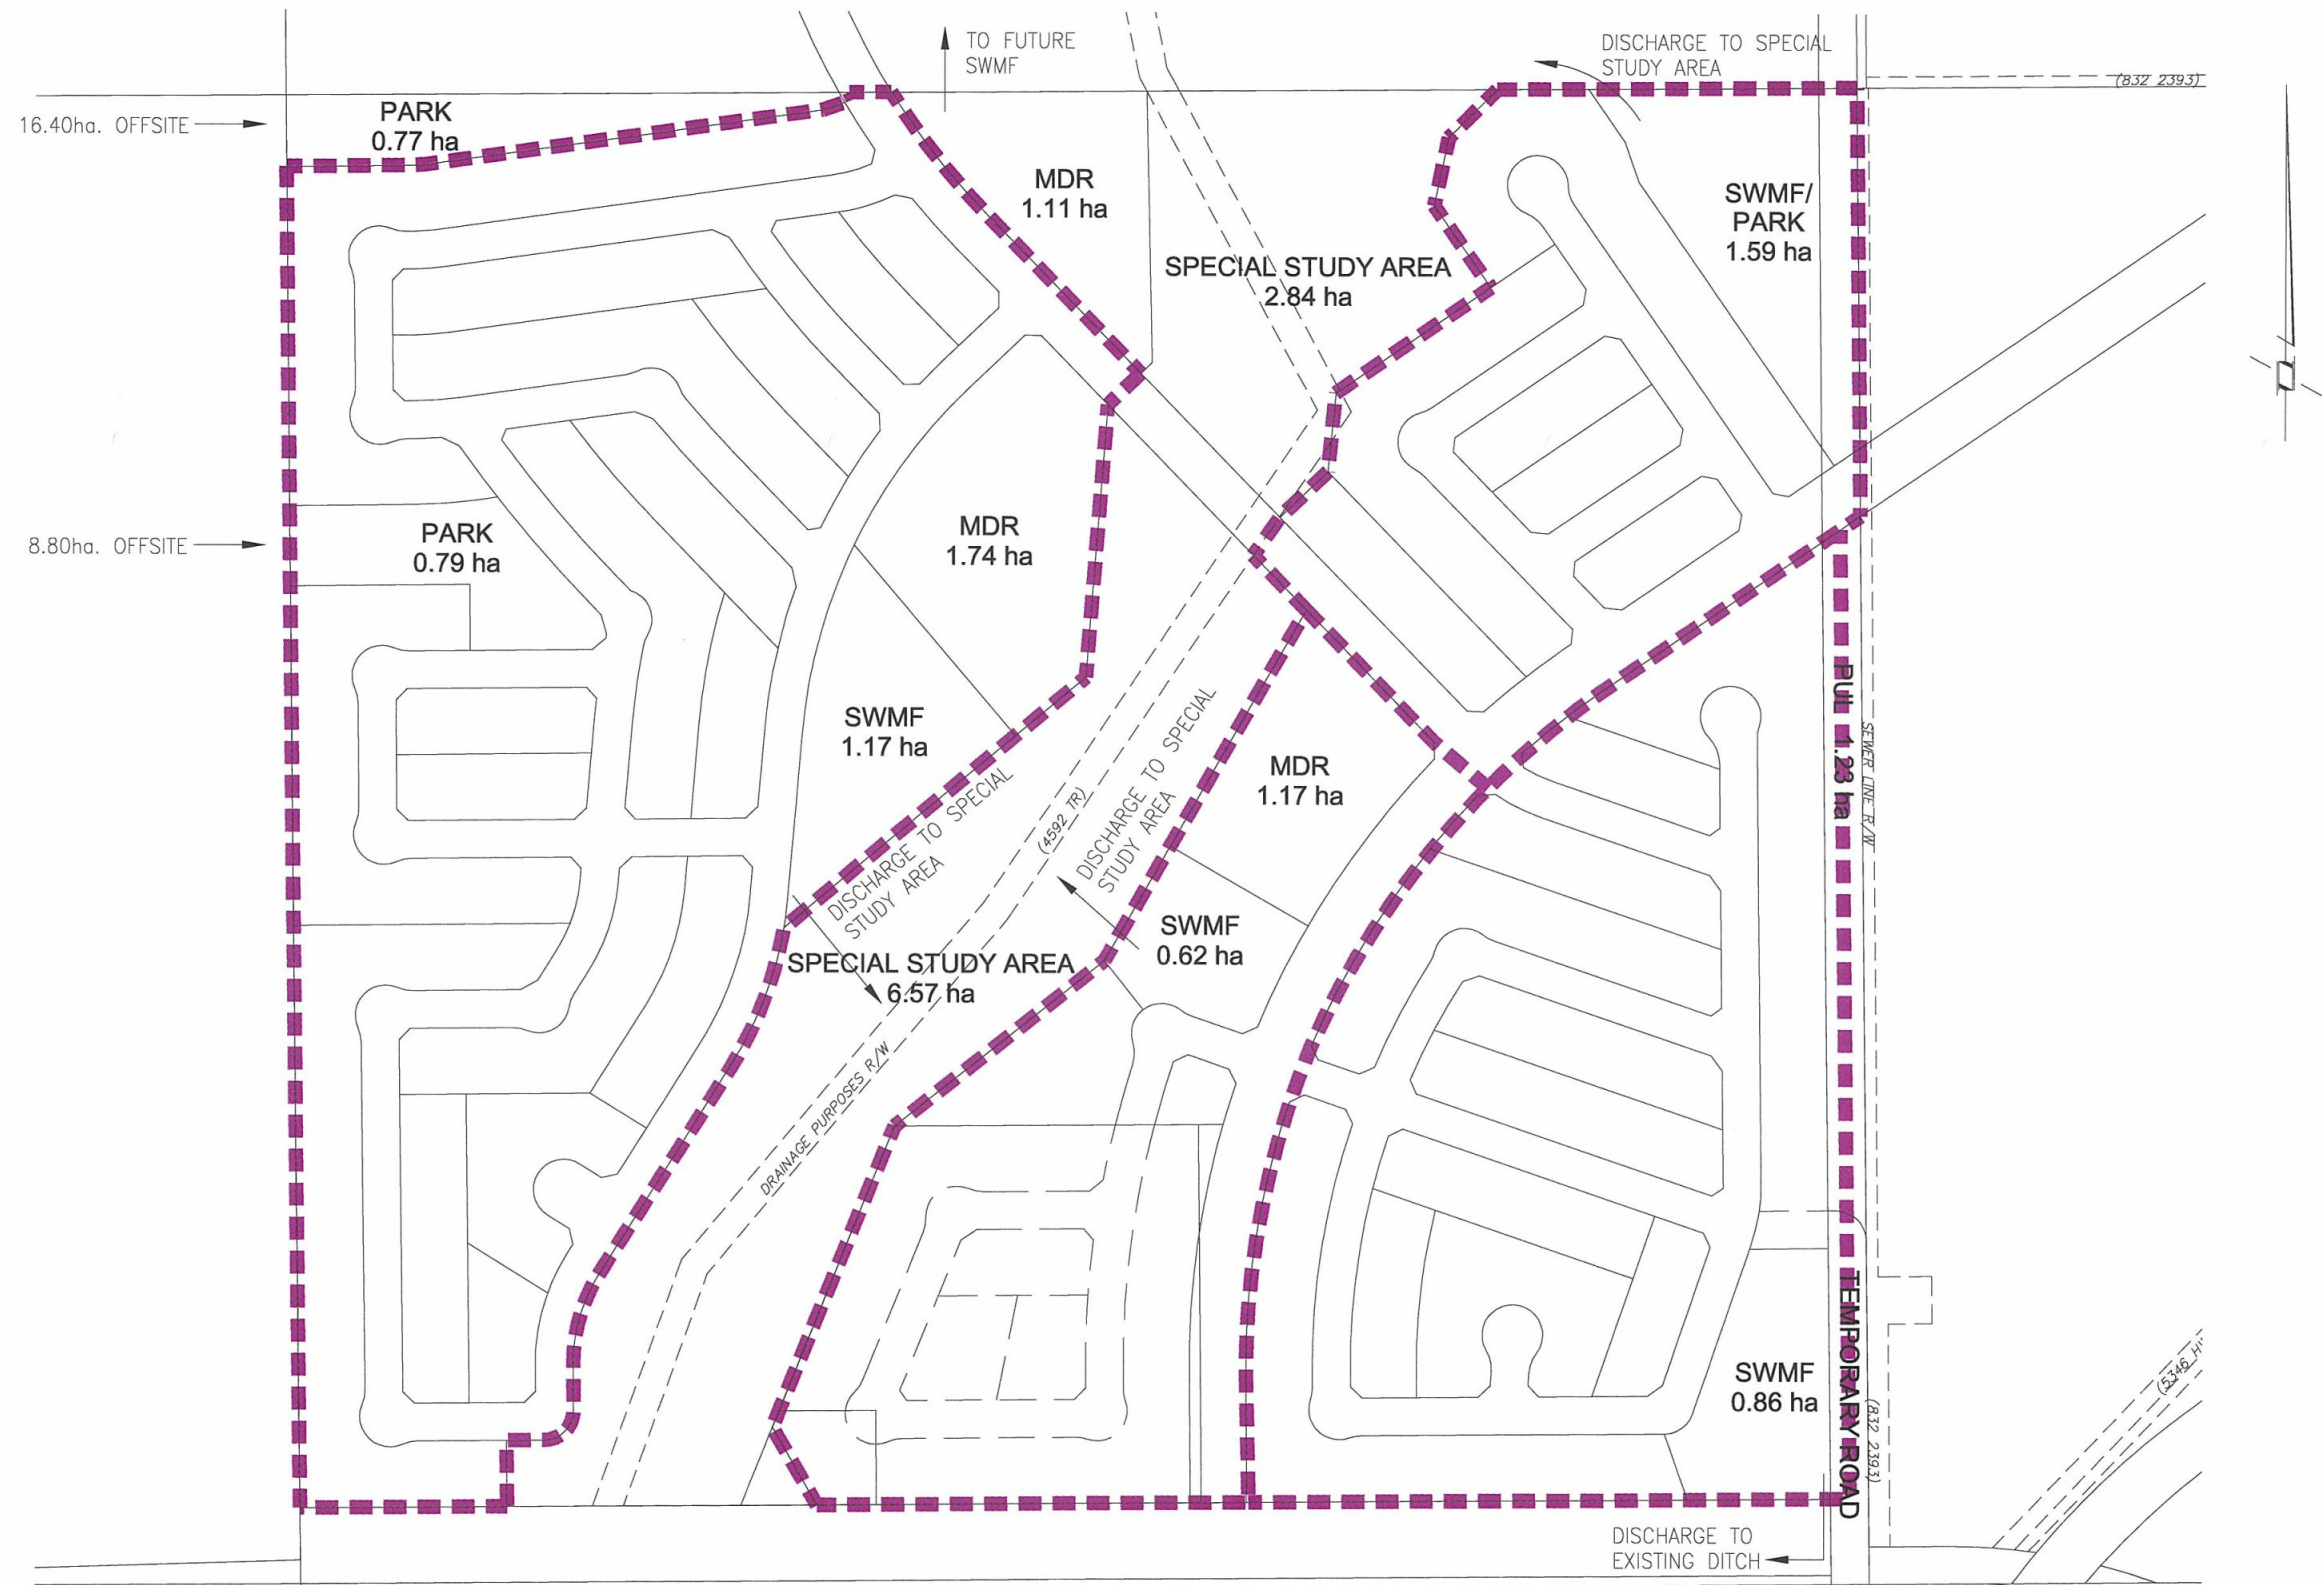 TO FUTURE
SWMF
DISCHARGE TO SPECIAL
STUDY AREA
(832 2393)
PARK
0.77 ha
16.40ha. OFFSITE
MDR
1.11 ha
SWMF/
PARK
1.59 ha
SPECIAL STUDY AREA
2.84 ha
PARK
0.79 ha
8.80ha. OFFSITE
MDR
1.74 ha
SWMF
1.17 ha
DISCHARGE TO SPECIAL
STUDY AREA
(4592 TR)
DISCHARGE TO SPECIAL
STUDY AREA
MDR
1.17 ha
PUL 1.23 ha
SEWER LINE R/W
SWMF
0.62 ha
SPECIAL STUDY AREA
6.57 ha
DRAINAGE PURPOSES R/W
SWMF
0.86 ha
TEMPORARY ROAD
(832 2393)
(5346
DISCHARGE TO
EXISTING DITCH